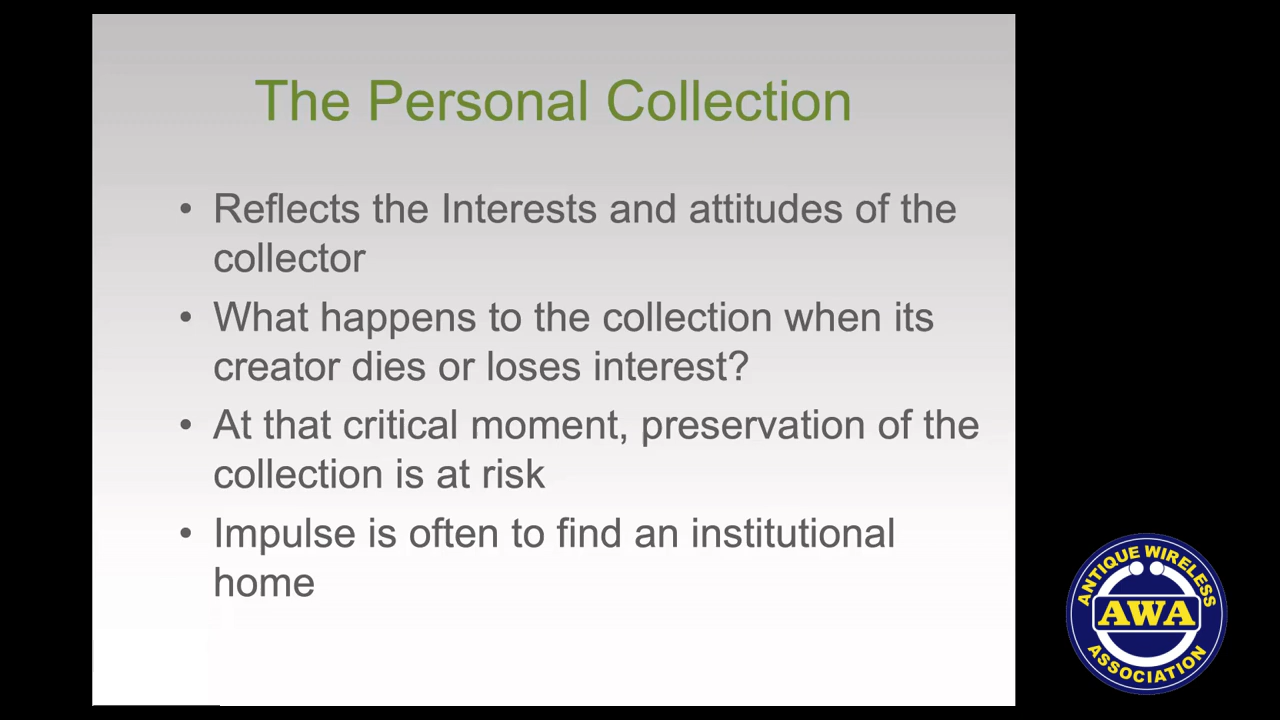 The Personal Collection
• Reflects the Interests and attitudes of the
collector
• What happens to the collection when its
creator dies or loses interest?
• At that critical moment, preservation of the
collection is at risk
• Impulse is often to find an institutional
home
ANTIQUE WIRELESS
AWA
ASSOCIATION